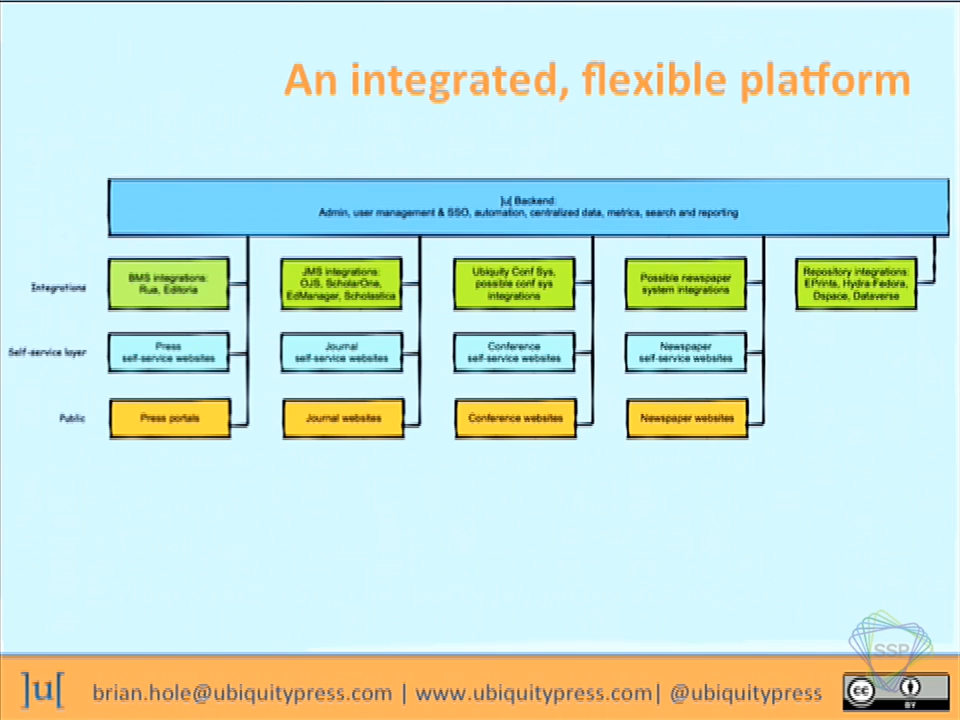 An integrated, flexible platform
]u[ Backend:
Admin, user management & SSO, automation, centralized data, metrics, search and reporting
Integrations
BMS integrations:
Rua, Editoria
JMS integrations:
OJS, ScholarOne,
EdManager, Scholastica
Ubiquity Conf Sys,
possible conf sys
integrations
Possible newspaper
system integrations
Repository integrations:
EPrints, Hydra-Fedora,
Dspace, Dataverse
Self-service layer
Press
self-service websites
Journal
self-service websites
Conference
self-service websites
Newspaper
self-service websites
Public
Press portals
Journal websites
Conference websites
Newspaper websites
SSP
]u[ brian.hole@ubiquitypress.com | www.ubiquitypress.com| @ubiquitypress
cc
BY